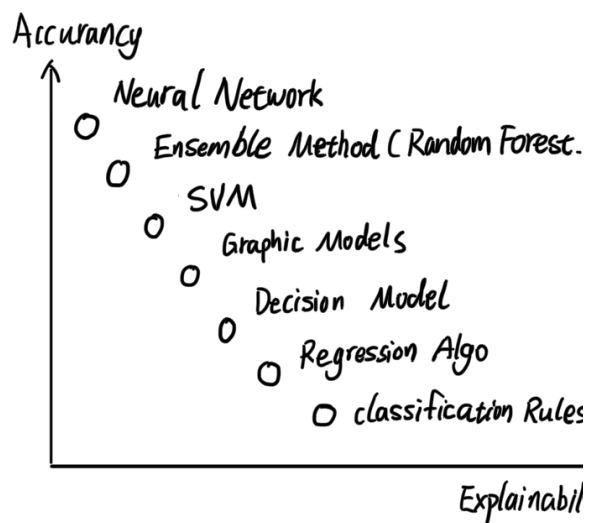 Accurancy
Neural Network
Ensemble Method ( Random Forest.
SVM
Graphic Models
Decision Model
Regression Algo
classification Rules
Explainabil